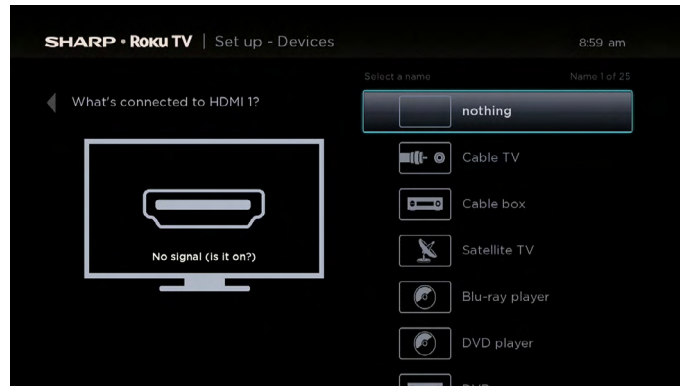 SHARP • ROKU TV | Set up - Devices
8:59 am
Select a name
Name 1 of 25
What's connected to HDMI 1?
nothing
Cable TV
Cable box
No signal (is it on?)
Satellite TV
Blu-ray player
DVD player